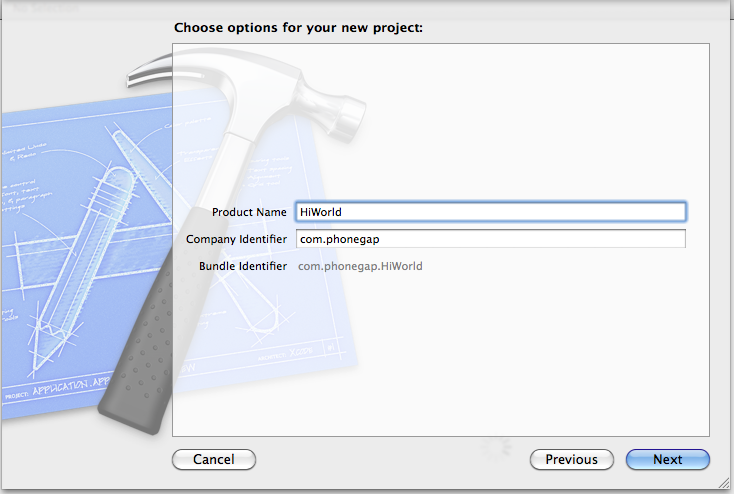 Choose options for your new project:
Product Name HiWorld
Company Identifier com.phonegap
Bundle Identifier com.phonegap.HiWorld
PROJECT: APPLICATION.APP
Cancel Previous Next